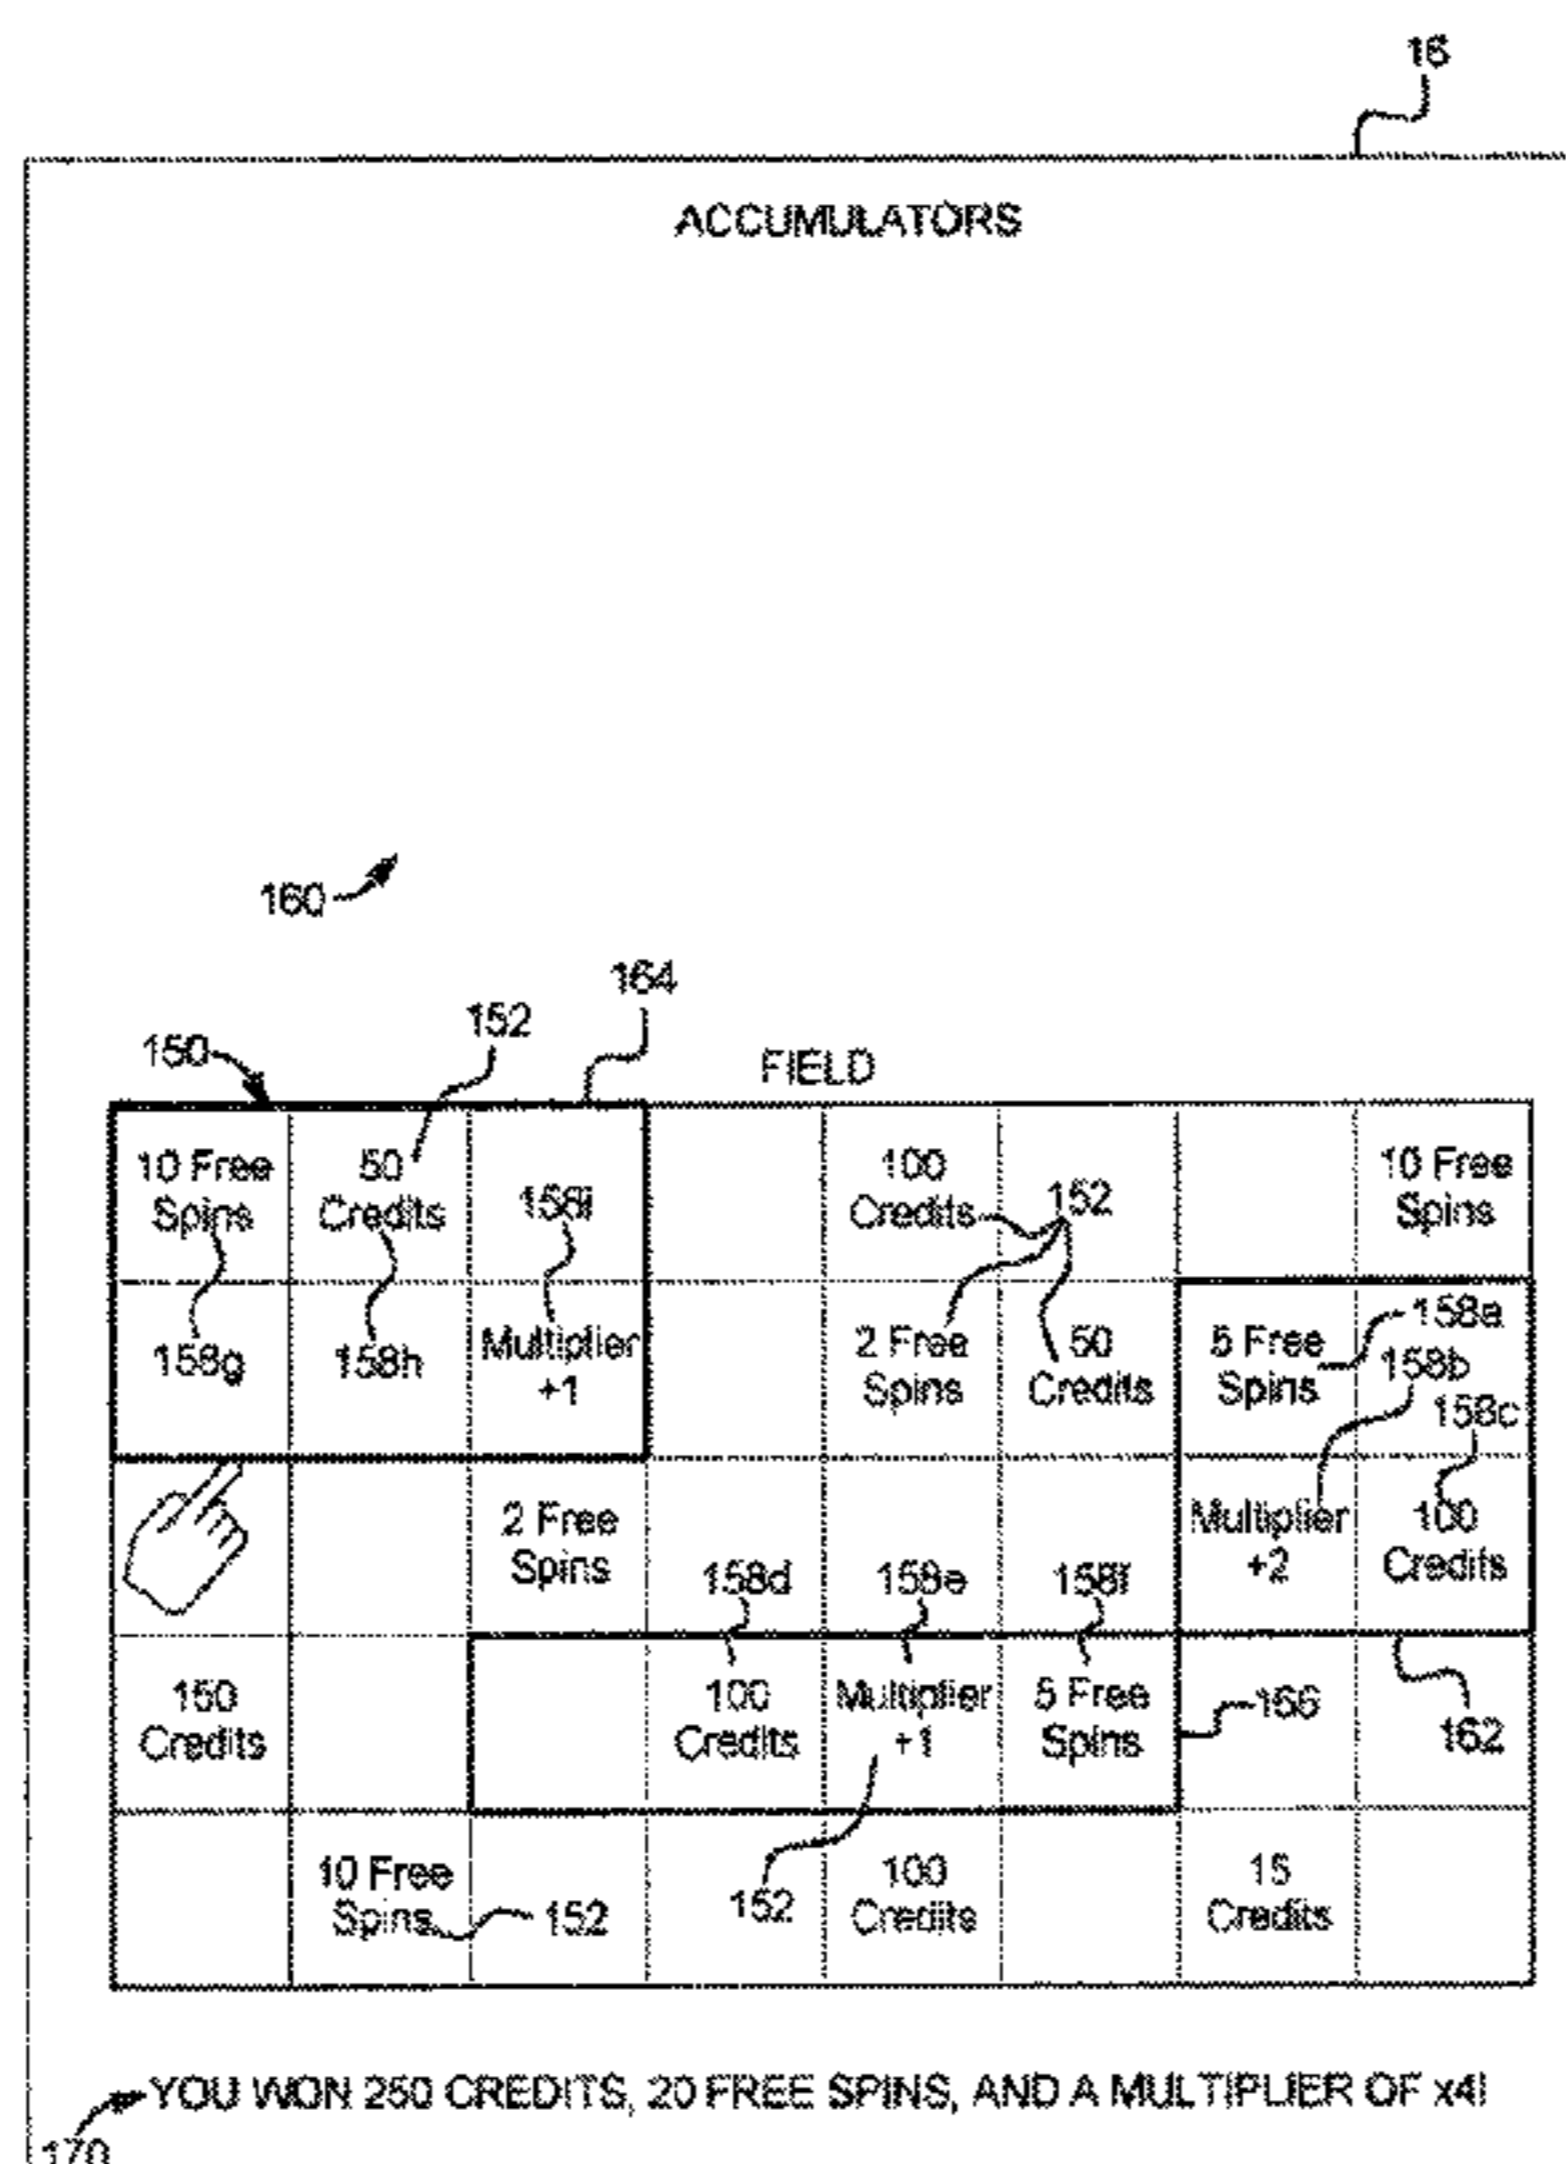 16
ACCUMULATORS
160
164
152
150
FIELD
10 Free
Spins
50
Credits
158i
100
Credits
152
10 Free
Spins
158g
158h
Multiplier
+1
2 Free
Spins
50
Credits
5 Free
Spins
158a
158b
158c
2 Free
Spins
158d
158e
158f
Multiplier
+2
100
Credits
150
Credits
100
Credits
Multiplier
+1
5 Free
Spins
166
162
10 Free
Spins
152
152
100
Credits
15
Credits
YOU WON 250 CREDITS, 20 FREE SPINS, AND A MULTIPLIER OF x4!
170